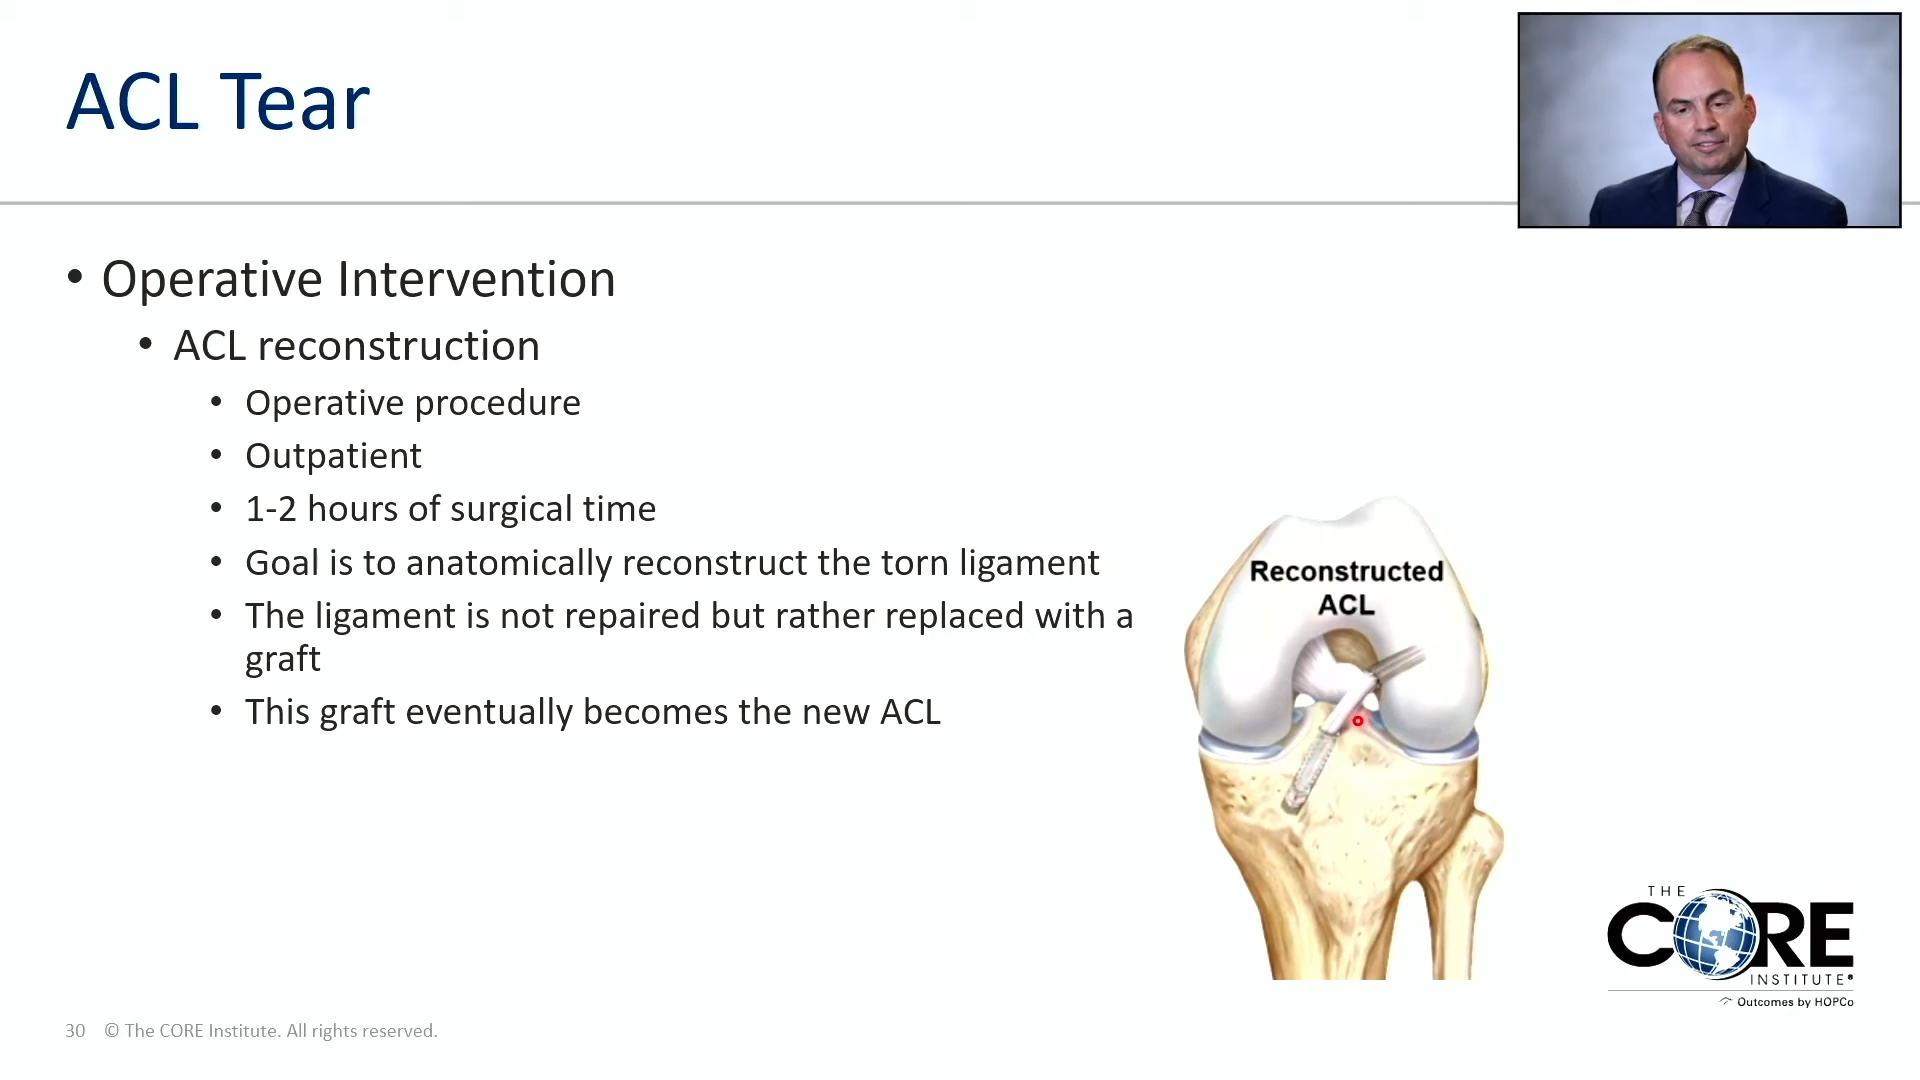 ACL Tear
• Operative Intervention
• ACL reconstruction
• Operative procedure
• Outpatient
• 1-2 hours of surgical time
• Goal is to anatomically reconstruct the torn ligament
• The ligament is not repaired but rather replaced with a
graft
• This graft eventually becomes the new ACL
Reconstructed
ACL
THE
CORE
INSTITUTE®
Outcomes by HOPCo
30 © The CORE Institute. All rights reserved.